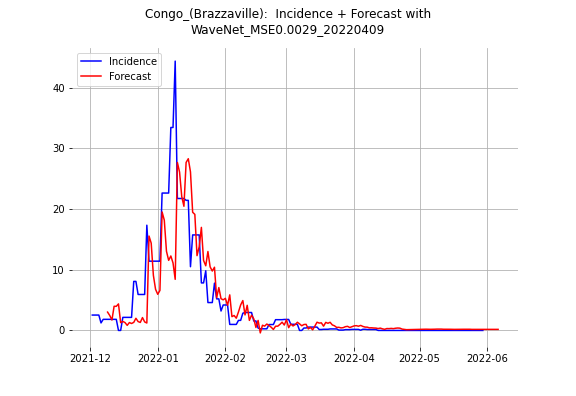 Congo_(Brazzaville):  Incidence + Forecast with
WaveNet_MSE0.0029_20220409
Incidence
Forecast
40
30
20
10
0
2021-12 2022-01 2022-02 2022-03 2022-04 2022-05 2022-06